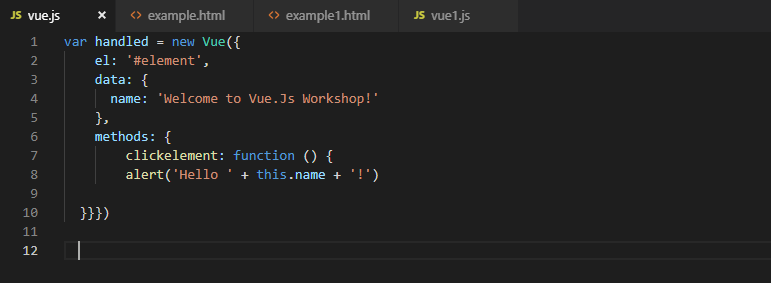 JS vue.js × <> example.html <> example1.html JS vue1.js
1 var handled = new Vue({
2     el: '#element',
3     data: {
4       name: 'Welcome to Vue.Js Workshop!'
5     },
6     methods: {
7         clickelement: function () {
8         alert('Hello ' + this.name + '!')
9
10   }}})
11
12